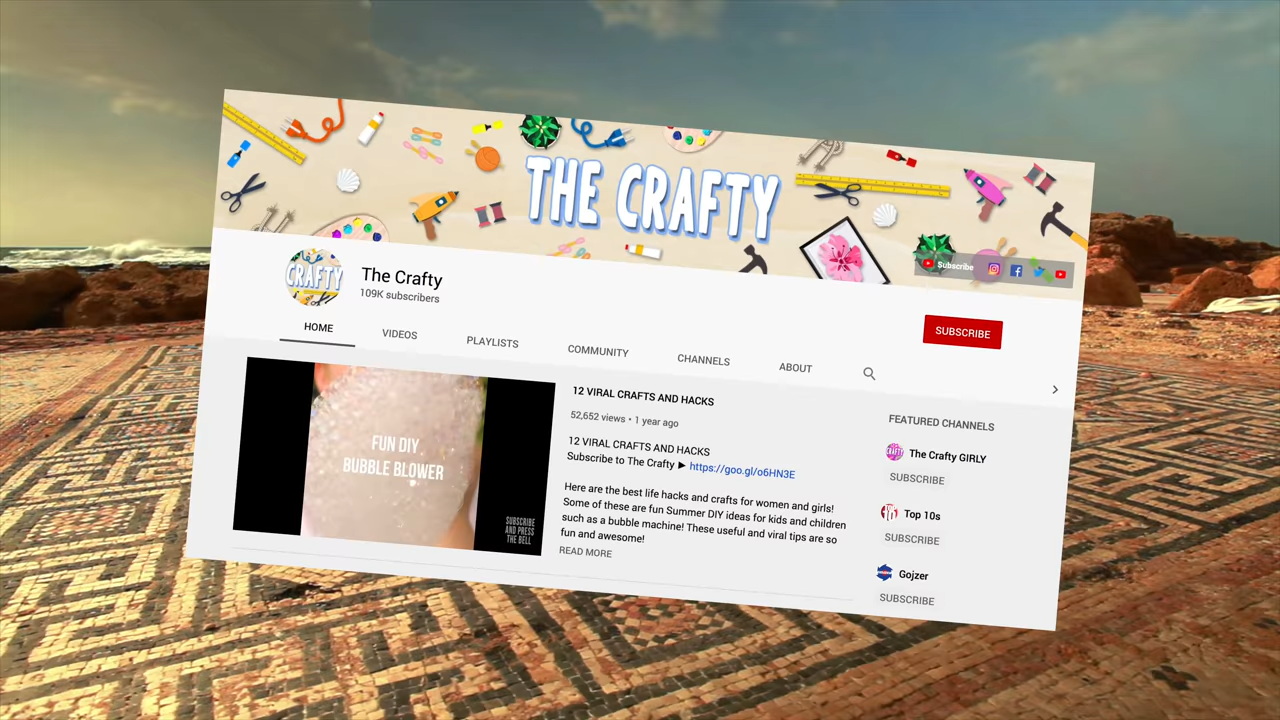 THE CRAFTY
Subscribe
CRAFTY
The Crafty
109K subscribers
SUBSCRIBE
HOME
VIDEOS
PLAYLISTS
COMMUNITY
CHANNELS
ABOUT
FUN DIY
BUBBLE BLOWER
SUBSCRIBE
AND PRESS
THE BELL
12 VIRAL CRAFTS AND HACKS
52,652 views • 1 year ago
12 VIRAL CRAFTS AND HACKS
Subscribe to The Crafty ► https://goo.gl/o6HN3E
Here are the best life hacks and crafts for women and girls!
Some of these are fun Summer DIY ideas for kids and children
such as a bubble machine! These useful and viral tips are so
fun and awesome!
READ MORE
FEATURED CHANNELS
The Crafty GIRLY
SUBSCRIBE
Top 10s
SUBSCRIBE
Gojzer
SUBSCRIBE